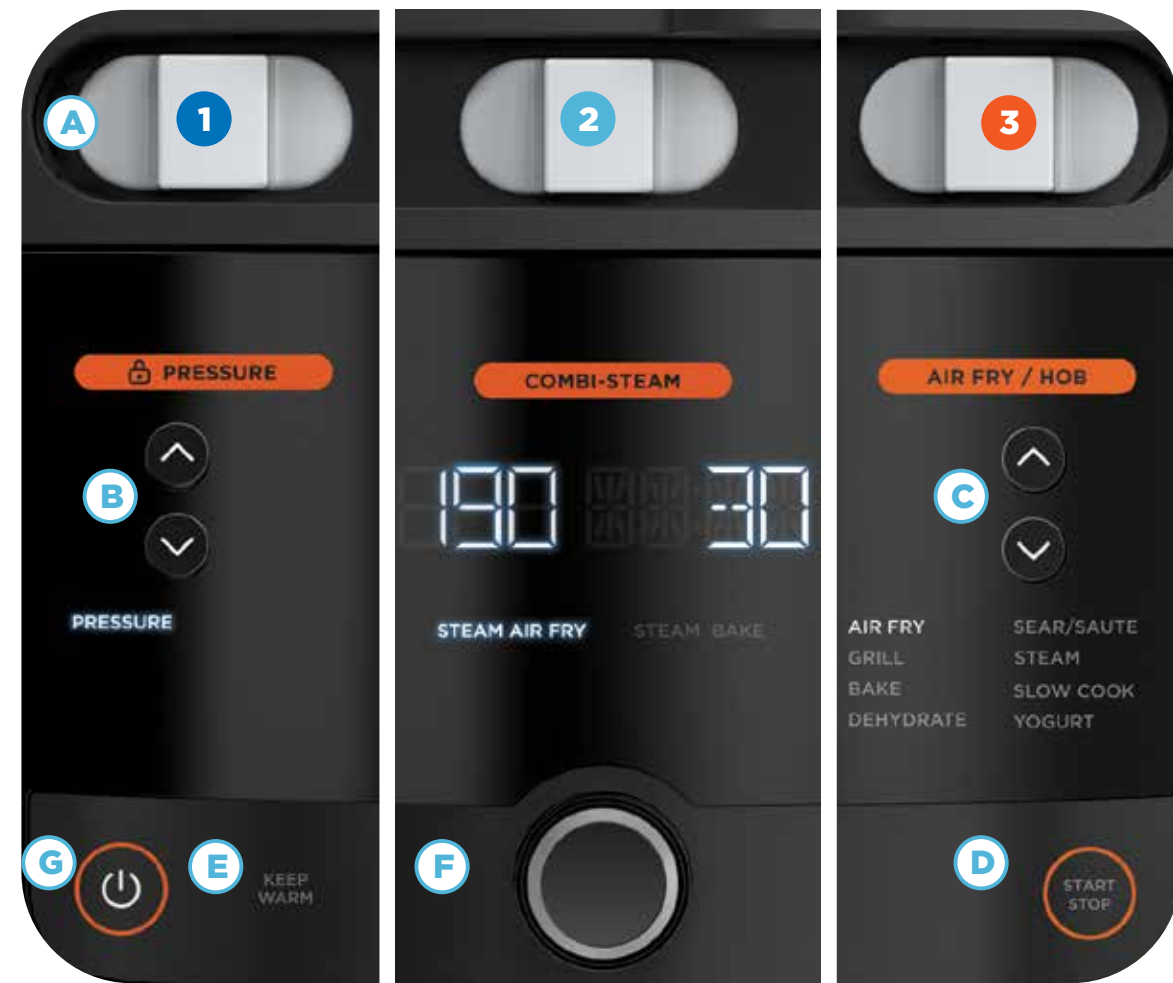 A
1
2
3
PRESSURE
COMBI-STEAM
AIR FRY / HOB
B
190
30
C
PRESSURE
STEAM AIR FRY
STEAM BAKE
AIR FRY
SEAR/SAUTE
GRILL
STEAM
BAKE
SLOW COOK
DEHYDRATE
YOGURT
G
E
KEEP
WARM
F
D
START
STOP